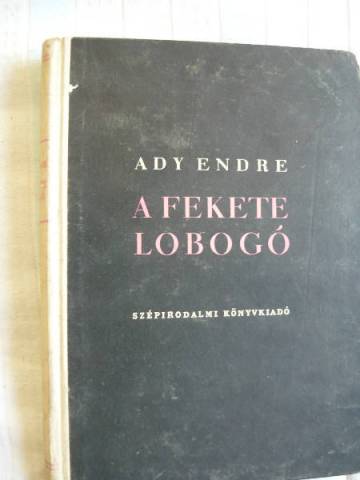 ADY ENDRE
A FEKETE
LOBOGÓ
SZÉPIRODALMI KÖNYVKIADÓ